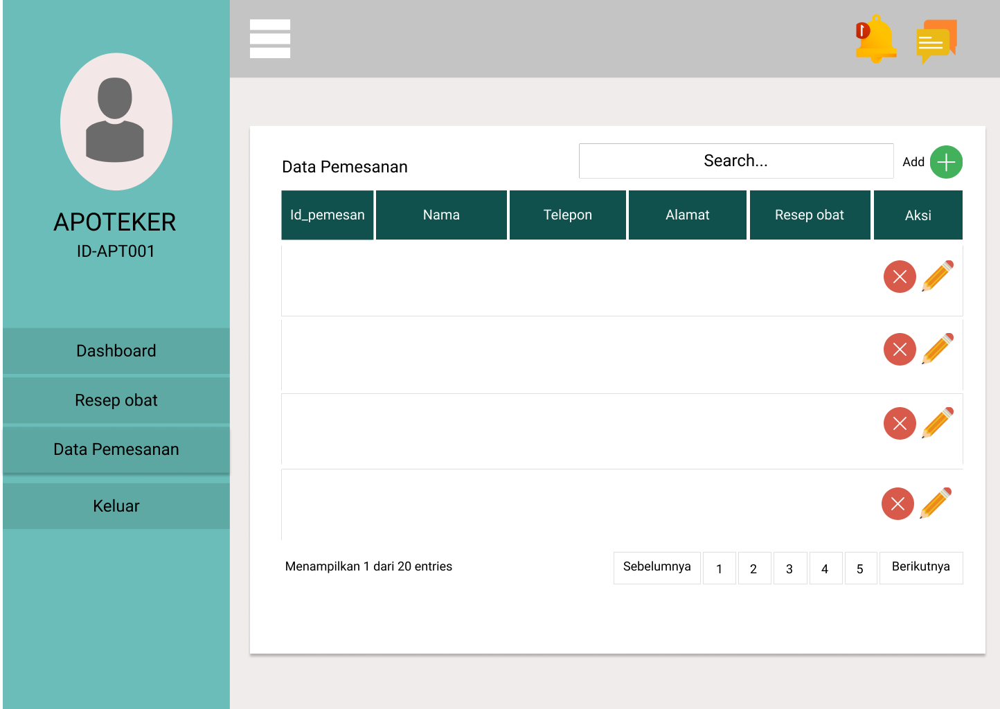 1
APOTEKER
ID-APT001
Dashboard
Resep obat
Data Pemesanan
Keluar
Data Pemesanan
Search...
Add
Id_pemesan Nama Telepon Alamat Resep obat Aksi
Menampilkan 1 dari 20 entries
Sebelumnya 1 2 3 4 5 Berikutnya